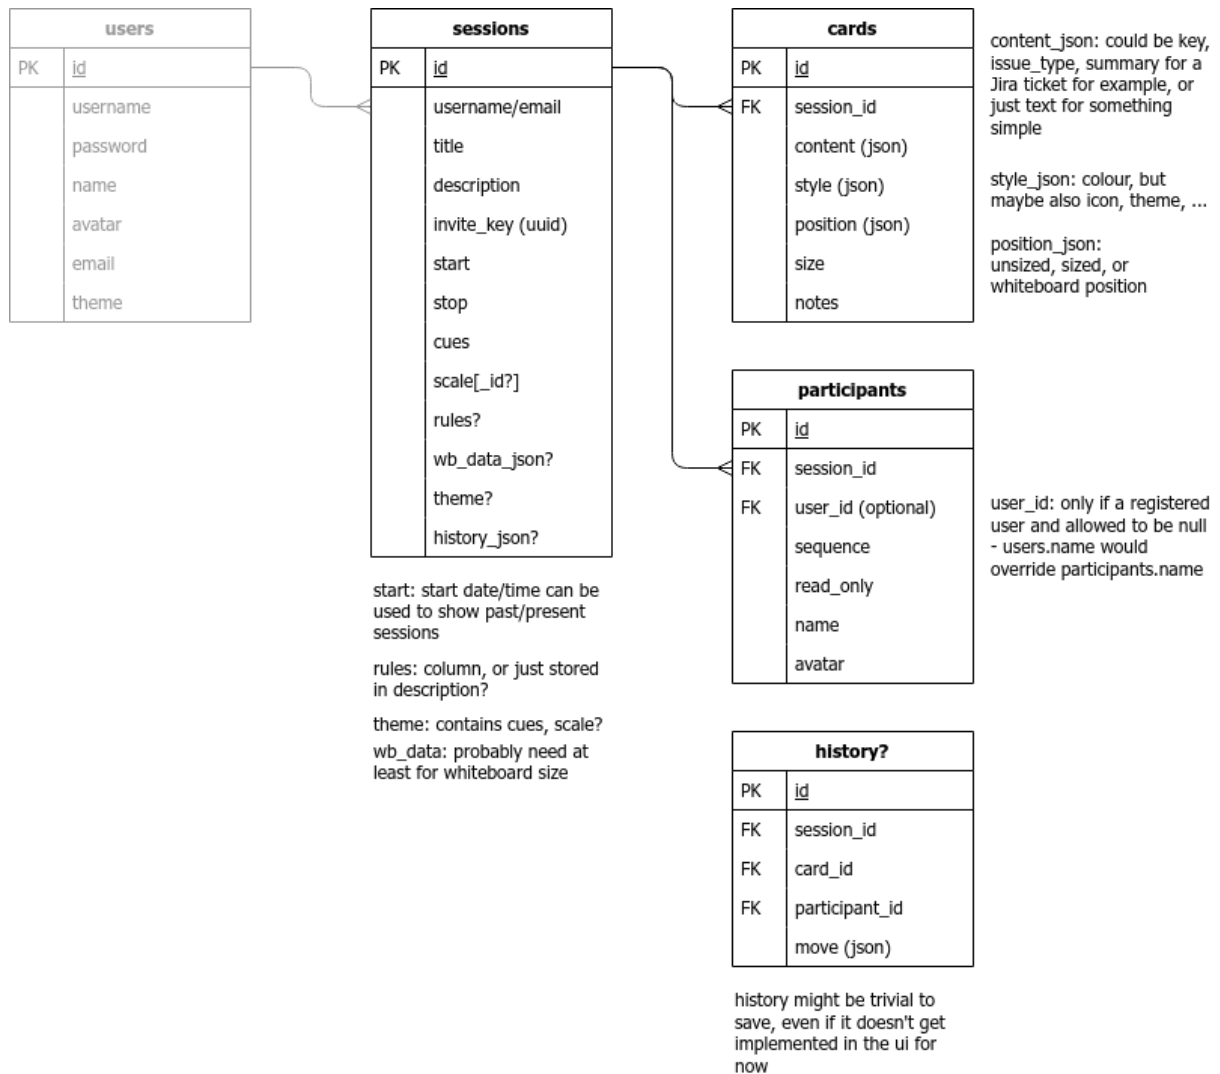 users
PK id
username
password
name
avatar
email
theme
sessions
PK id
username/email
title
description
invite_key (uuid)
start
stop
cues
scale[_id?]
rules?
wb_data_json?
theme?
history_json?
start: start date/time can be
used to show past/present
sessions
rules: column, or just stored
in description?
theme: contains cues, scale?
wb_data: probably need at
least for whiteboard size
cards
PK id
FK session_id
content (json)
style (json)
position (json)
size
notes
content_json: could be key,
issue_type, summary for a
Jira ticket for example, or
just text for something
simple
style_json: colour, but
maybe also icon, theme, ...
position_json:
unsized, sized, or
whiteboard position
participants
PK id
FK session_id
FK user_id (optional)
sequence
read_only
name
avatar
user_id: only if a registered
user and allowed to be null
- users.name would
override participants.name
history?
PK id
FK session_id
FK card_id
FK participant_id
move (json)
history might be trivial to
save, even if it doesn't get
implemented in the ui for
now